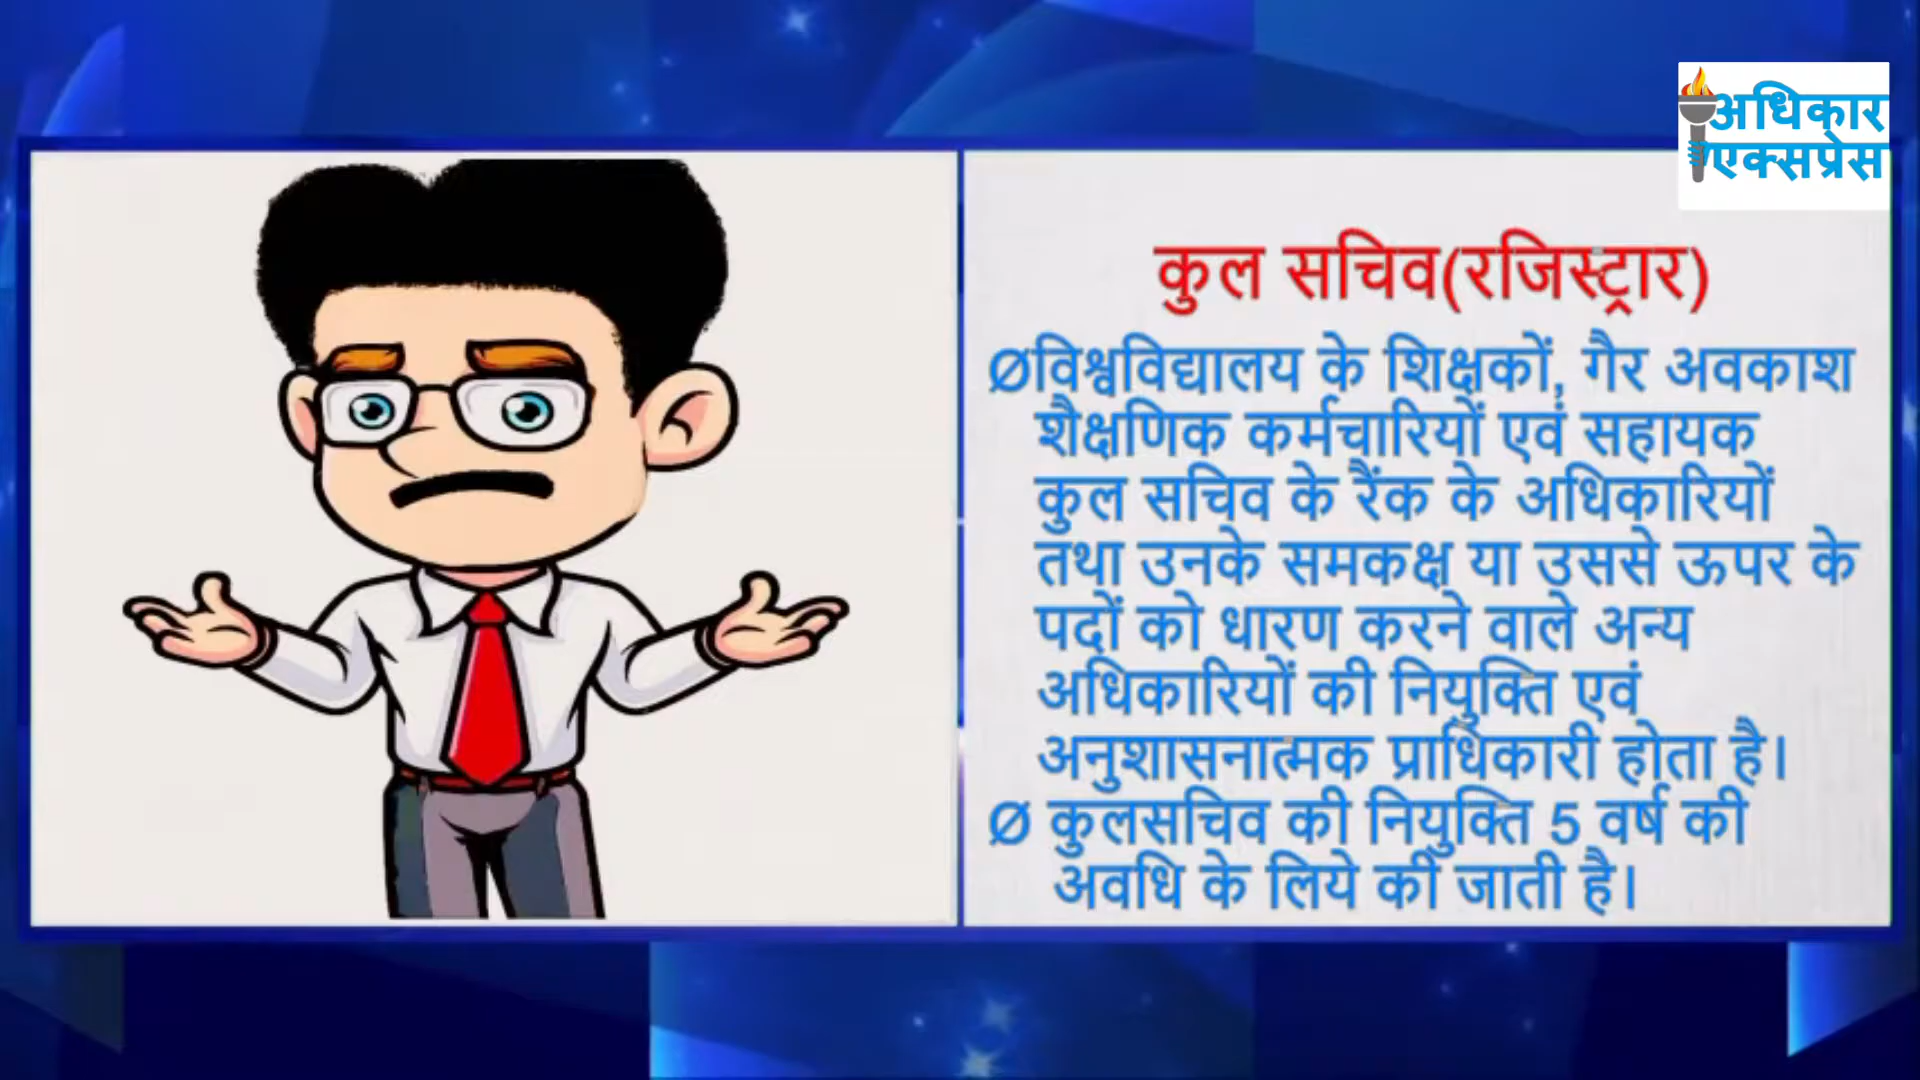 अधिकार
एक्सप्रेस
कुल सचिव(रजिस्ट्रार)
Øविश्वविद्यालय के शिक्षकों, गैर अवकाश
शैक्षणिक कर्मचारियों एवं सहायक
कुल सचिव के रैंक के अधिकारियों
तथा उनके समकक्ष या उससे ऊपर के
पदों को धारण करने वाले अन्य
अधिकारियों की नियुक्ति एवं
अनुशासनात्मक प्राधिकारी होता है।
Ø कुलसचिव की नियुक्ति 5 वर्ष की
अवधि के लिये की जाती है।